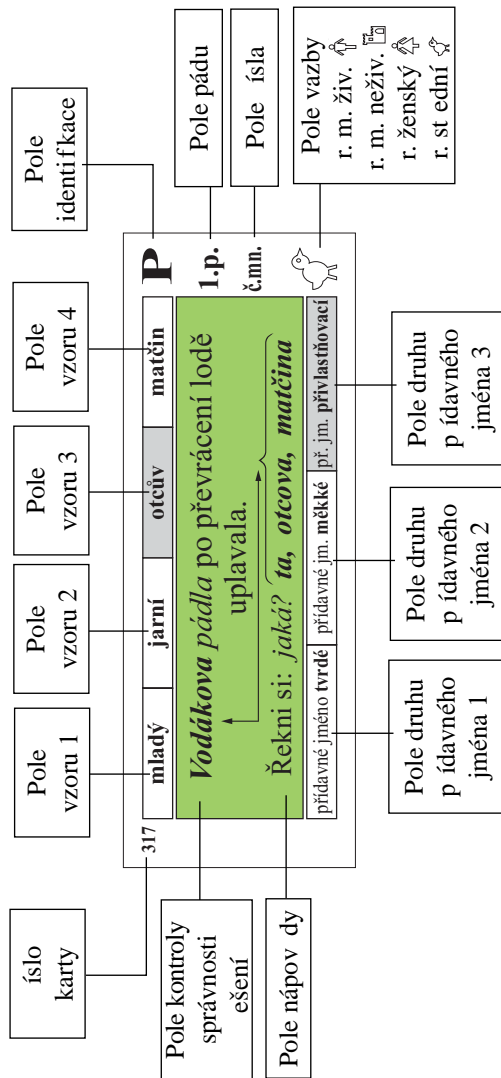 íslo
karty
Pole
vzoru 1
Pole
vzoru 2
Pole
vzoru 3
Pole
vzoru 4
Pole
identifikace
317
mladý
jarní
otcův
matčin
P
Vodákova pádla po převrácení lodě
uplavala.
Řekni si: jaká? ta, otcova, matčina
1.p.
č.mn.
přídavné jméno tvrdé
přídavné jm. měkké
př. jm. přivlastňovací
Pole kontroly
správnosti
ešení
Pole nápov dy
Pole pádu
Pole ísla
Pole vazby
r. m. živ.
r. m. neživ.
r. ženský
r. st ední
Pole druhu
p ídavného
jména 1
Pole druhu
p ídavného
jména 2
Pole druhu
p ídavného
jména 3